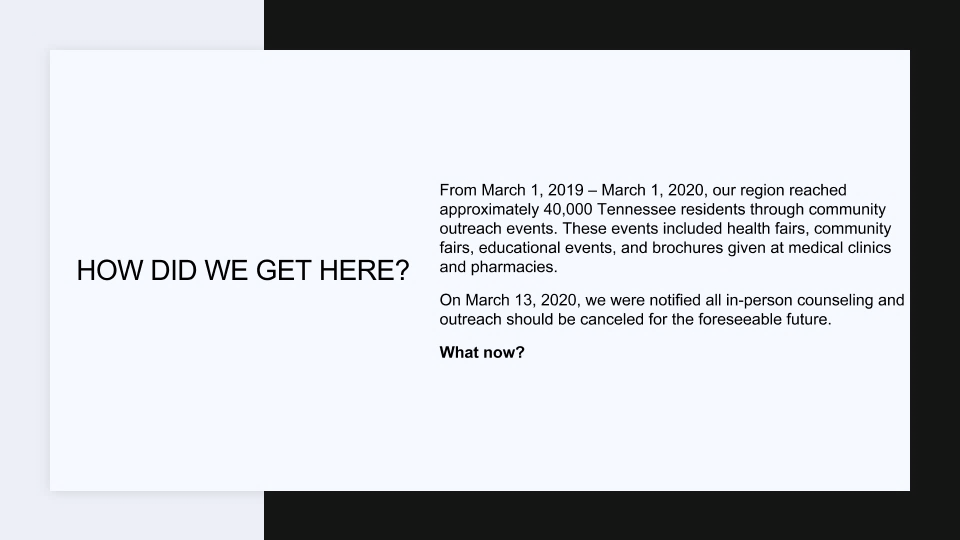 HOW DID WE GET HERE?
From March 1, 2019 – March 1, 2020, our region reached
approximately 40,000 Tennessee residents through community
outreach events. These events included health fairs, community
fairs, educational events, and brochures given at medical clinics
and pharmacies.
On March 13, 2020, we were notified all in-person counseling and
outreach should be canceled for the foreseeable future.
What now?